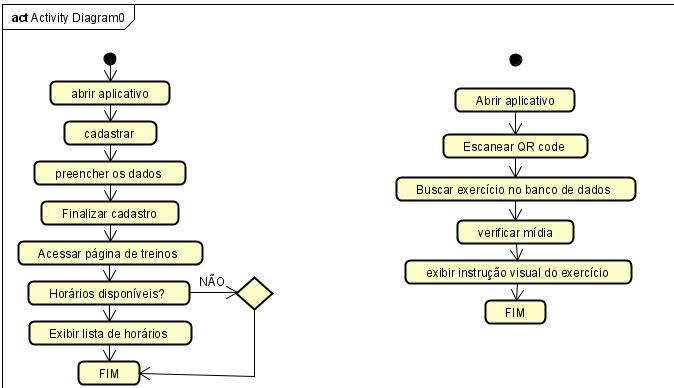 act Activity Diagram0
abrir aplicativo
cadastrar
preencher os dados
Finalizar cadastro
Acessar página de treinos
Horários disponíveis?
NÃO
Exibir lista de horários
FIM
Abrir aplicativo
Escanear QR code
Buscar exercício no banco de dados
verificar mídia
exibir instrução visual do exercício
FIM